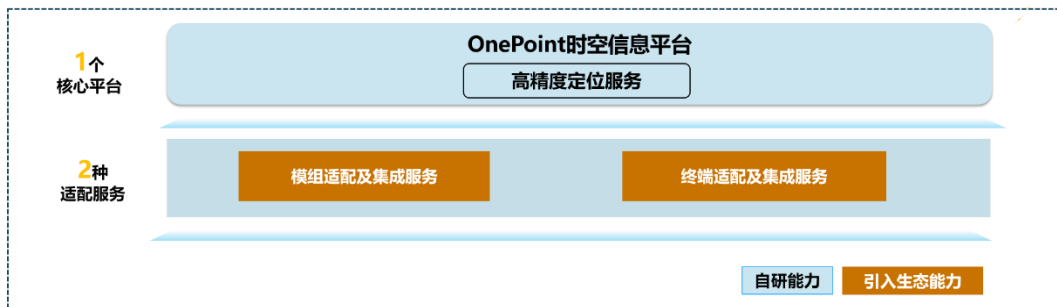 1个
核心平台
OnePoint时空信息平台
高精度定位服务
2种
适配服务
模组适配及集成服务
终端适配及集成服务
自研能力
引入生态能力